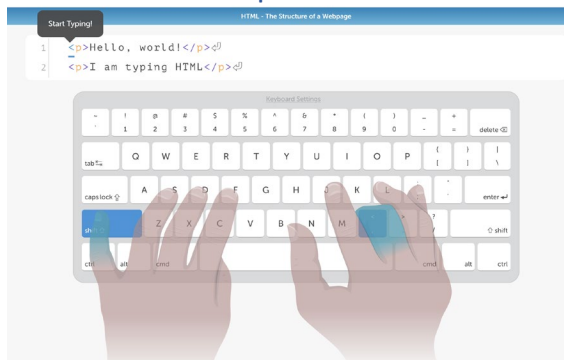 HTML - The Structure of a Webpage
Start Typing!
1 <p>Hello, world!</p>
2 <p>I am typing HTML</p>
Keyboard Settings
~ ! @ # $ % ^ & * ( ) _ +
` 1 2 3 4 5 6 7 8 9 0 - = delete
tab Q W E R T Y U I O P { [ } ] | \
caps lock A S D F G H J K L enter
shift Z X C V B N M ? / shift
ctrl alt cmd cmd alt ctrl